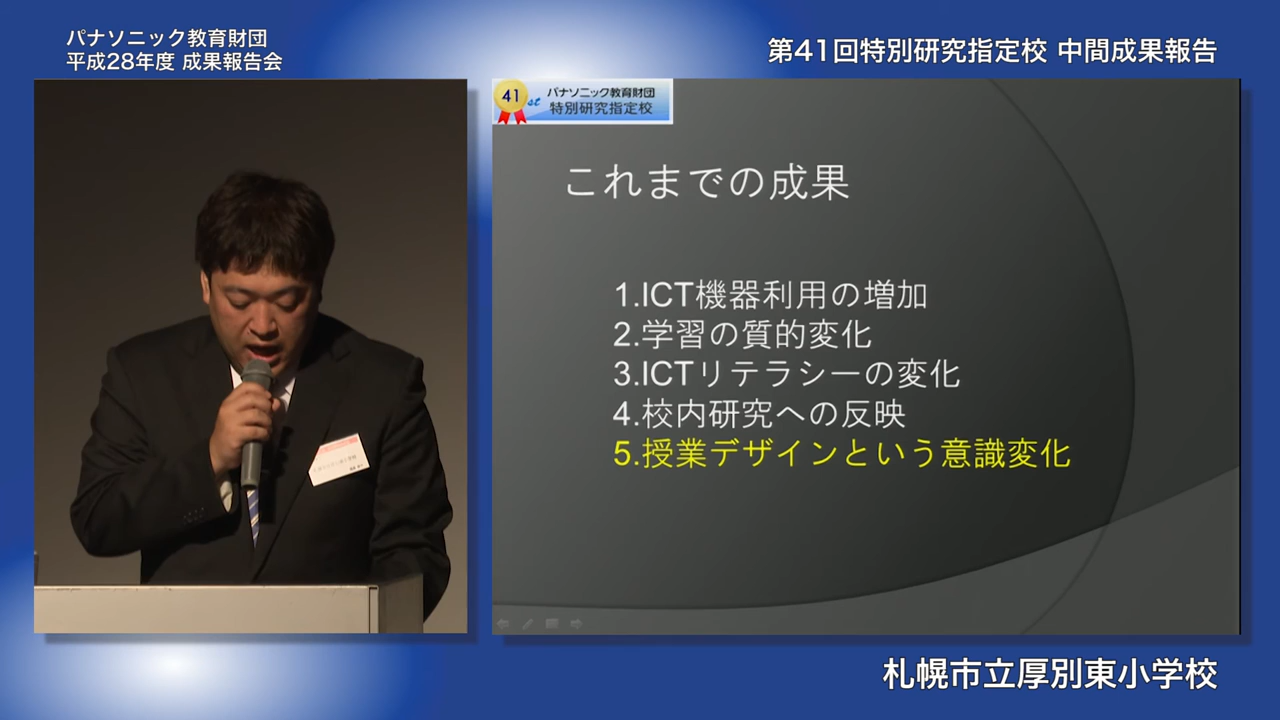 パナソニック教育財団
平成28年度 成果報告会
第41回特別研究指定校 中間成果報告
41st
パナソニック教育財団
特別研究指定校
これまでの成果
1.ICT機器利用の増加
2.学習の質的変化
3.ICTリテラシーの変化
4.校内研究への反映
5.授業デザインという意識変化
札幌市立厚別東小学校